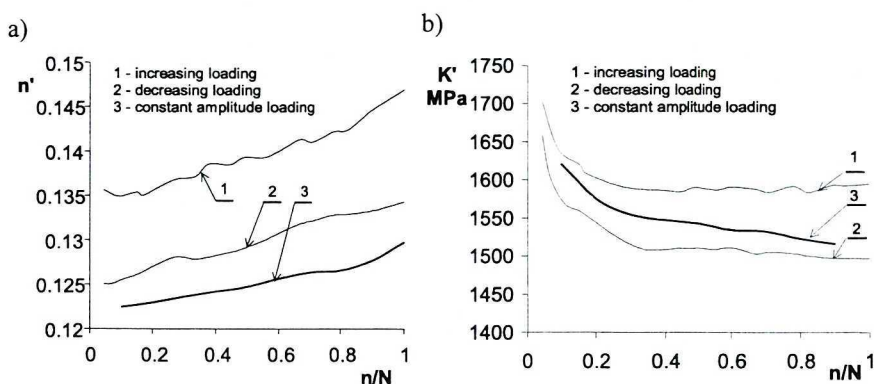 a)
n'
0.15
0.145
0.14
0.135
0.13
0.125
0.12
1 - increasing loading
2 - decreasing loading
3 - constant amplitude loading
1
2
3
0
0.2
0.4
0.6
0.8
1
n/N
b)
K'
MPa
1750
1700
1650
1600
1550
1500
1450
1400
1 - increasing loading
2 - decreasing loading
3 - constant amplitude loading
1
3
2
0
0.2
0.4
0.6
0.8
1
n/N